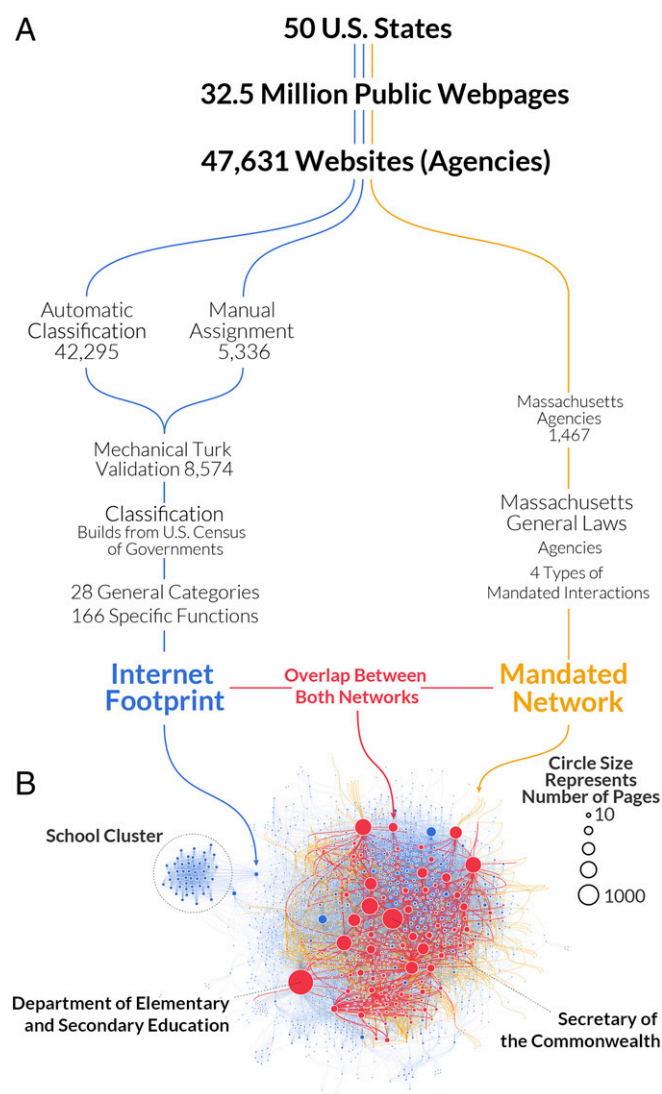 A
50 U.S. States
32.5 Million Public Webpages
47,631 Websites (Agencies)
Automatic
Classification
42,295
Manual
Assignment
5,336
Mechanical Turk
Validation 8,574
Classification
Builds from U.S. Census
of Governments
28 General Categories
166 Specific Functions
Massachusetts
Agencies
1,467
Massachusetts
General Laws
Agencies
4 Types of
Mandated Interactions
Internet
Footprint
Overlap Between
Both Networks
Mandated
Network
B
Circle Size
Represents
Number of Pages
10
1000
School Cluster
Department of Elementary
and Secondary Education
Secretary of
the Commonwealth